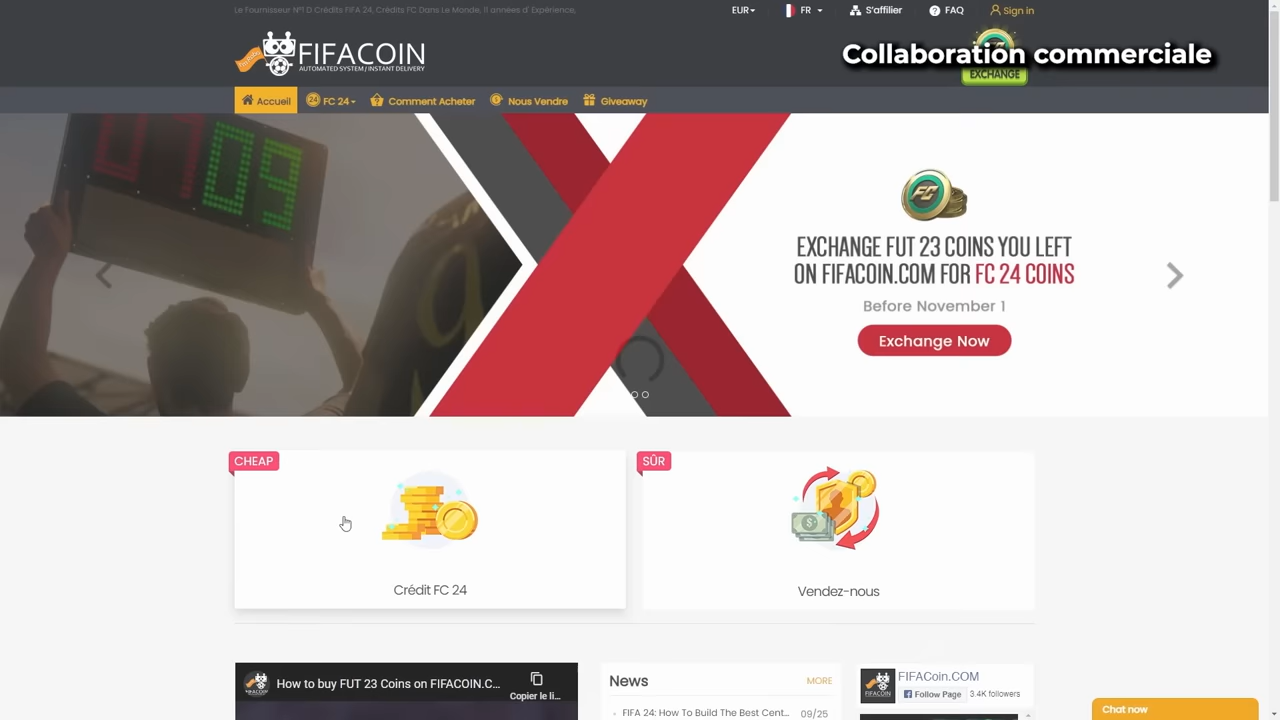 Le Fournisseur N°1 D Crédits FIFA 24, Crédits FC Dans Le Monde, 11 anniees d' Expérience,
EUR
FR
S'affilier
FAQ
Sign in
FIFACOIN
AUTOMATED SYSTEM / INSTANT DELIVERY
Collaboration commerciale
EXCHANGE
Accueil
FC 24
Comment Acheter
Nous Vendre
Giveaway
09
FC
EXCHANGE FUT 23 COINS YOU LEFT
ON FIFACOIN.COM FOR FC 24 COINS
Before November 1
Exchange Now
CHEAP
SÛR
Crédit FC 24
Vendez-nous
How to buy FUT 23 Coins on FIFACOIN.C...
Copier le li...
News
MORE
FIFA 24: How To Build The Best Cent...
09/25
FIFACOIN
FIFACoin.COM
Follow Page
3.4K followers
Chat now